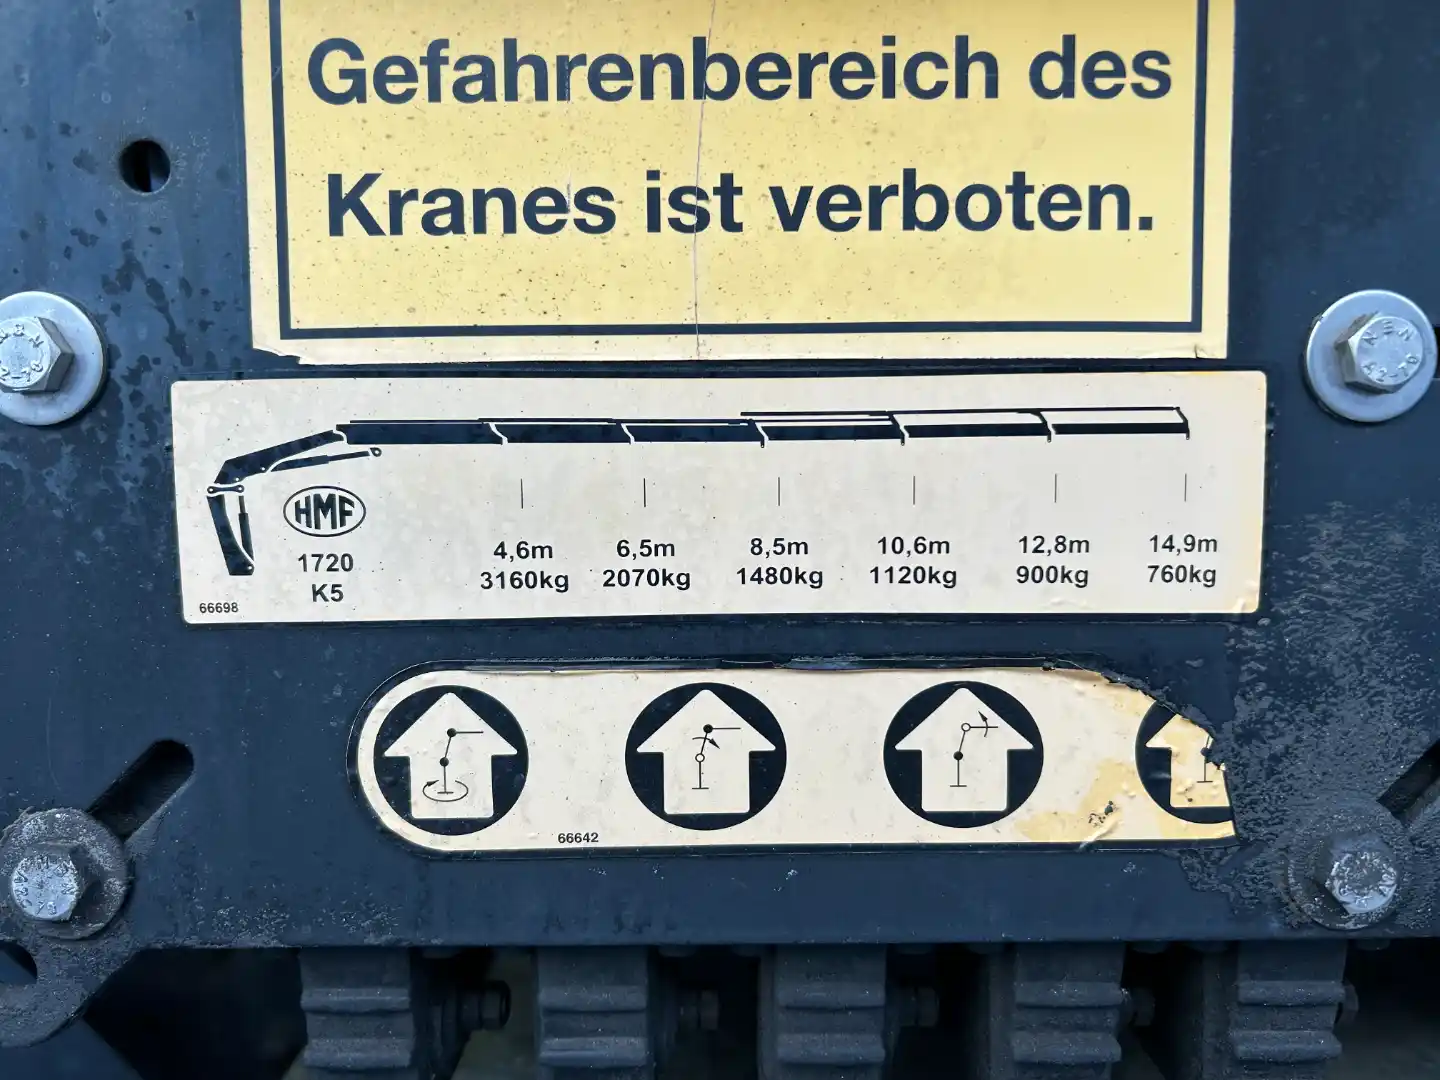 Gefahrenbereich des
Kranes ist verboten.
HMF
1720
K5
66698
4,6m 6,5m 8,5m 10,6m 12,8m 14,9m
3160kg 2070kg 1480kg 1120kg 900kg 760kg
66642